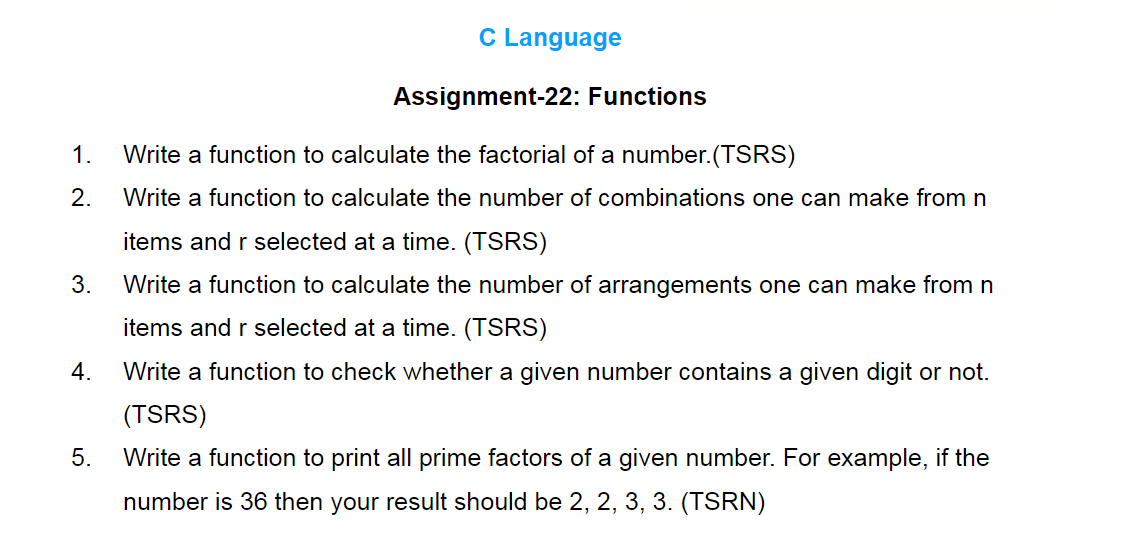 C Language
Assignment-22: Functions
1. Write a function to calculate the factorial of a number.(TSRS)
2. Write a function to calculate the number of combinations one can make from n
items and r selected at a time. (TSRS)
3. Write a function to calculate the number of arrangements one can make from n
items and r selected at a time. (TSRS)
4. Write a function to check whether a given number contains a given digit or not.
(TSRS)
5. Write a function to print all prime factors of a given number. For example, if the
number is 36 then your result should be 2, 2, 3, 3. (TSRN)